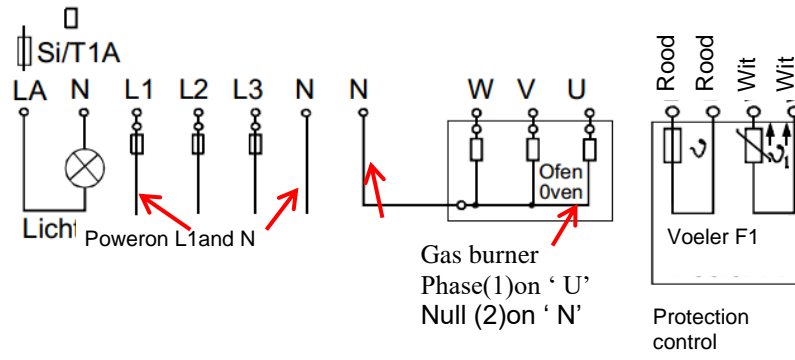 Si/T1A
LA N L1 L2 L3 N N W V U
Rood Rood Wit Wit
Ofen
0ven
ϑ ϑ1
Licht
Poweron L1and N
Voeler F1
Gas burner
Phase(1)on ‘ U’
Null (2)on ‘ N’
Protection
control